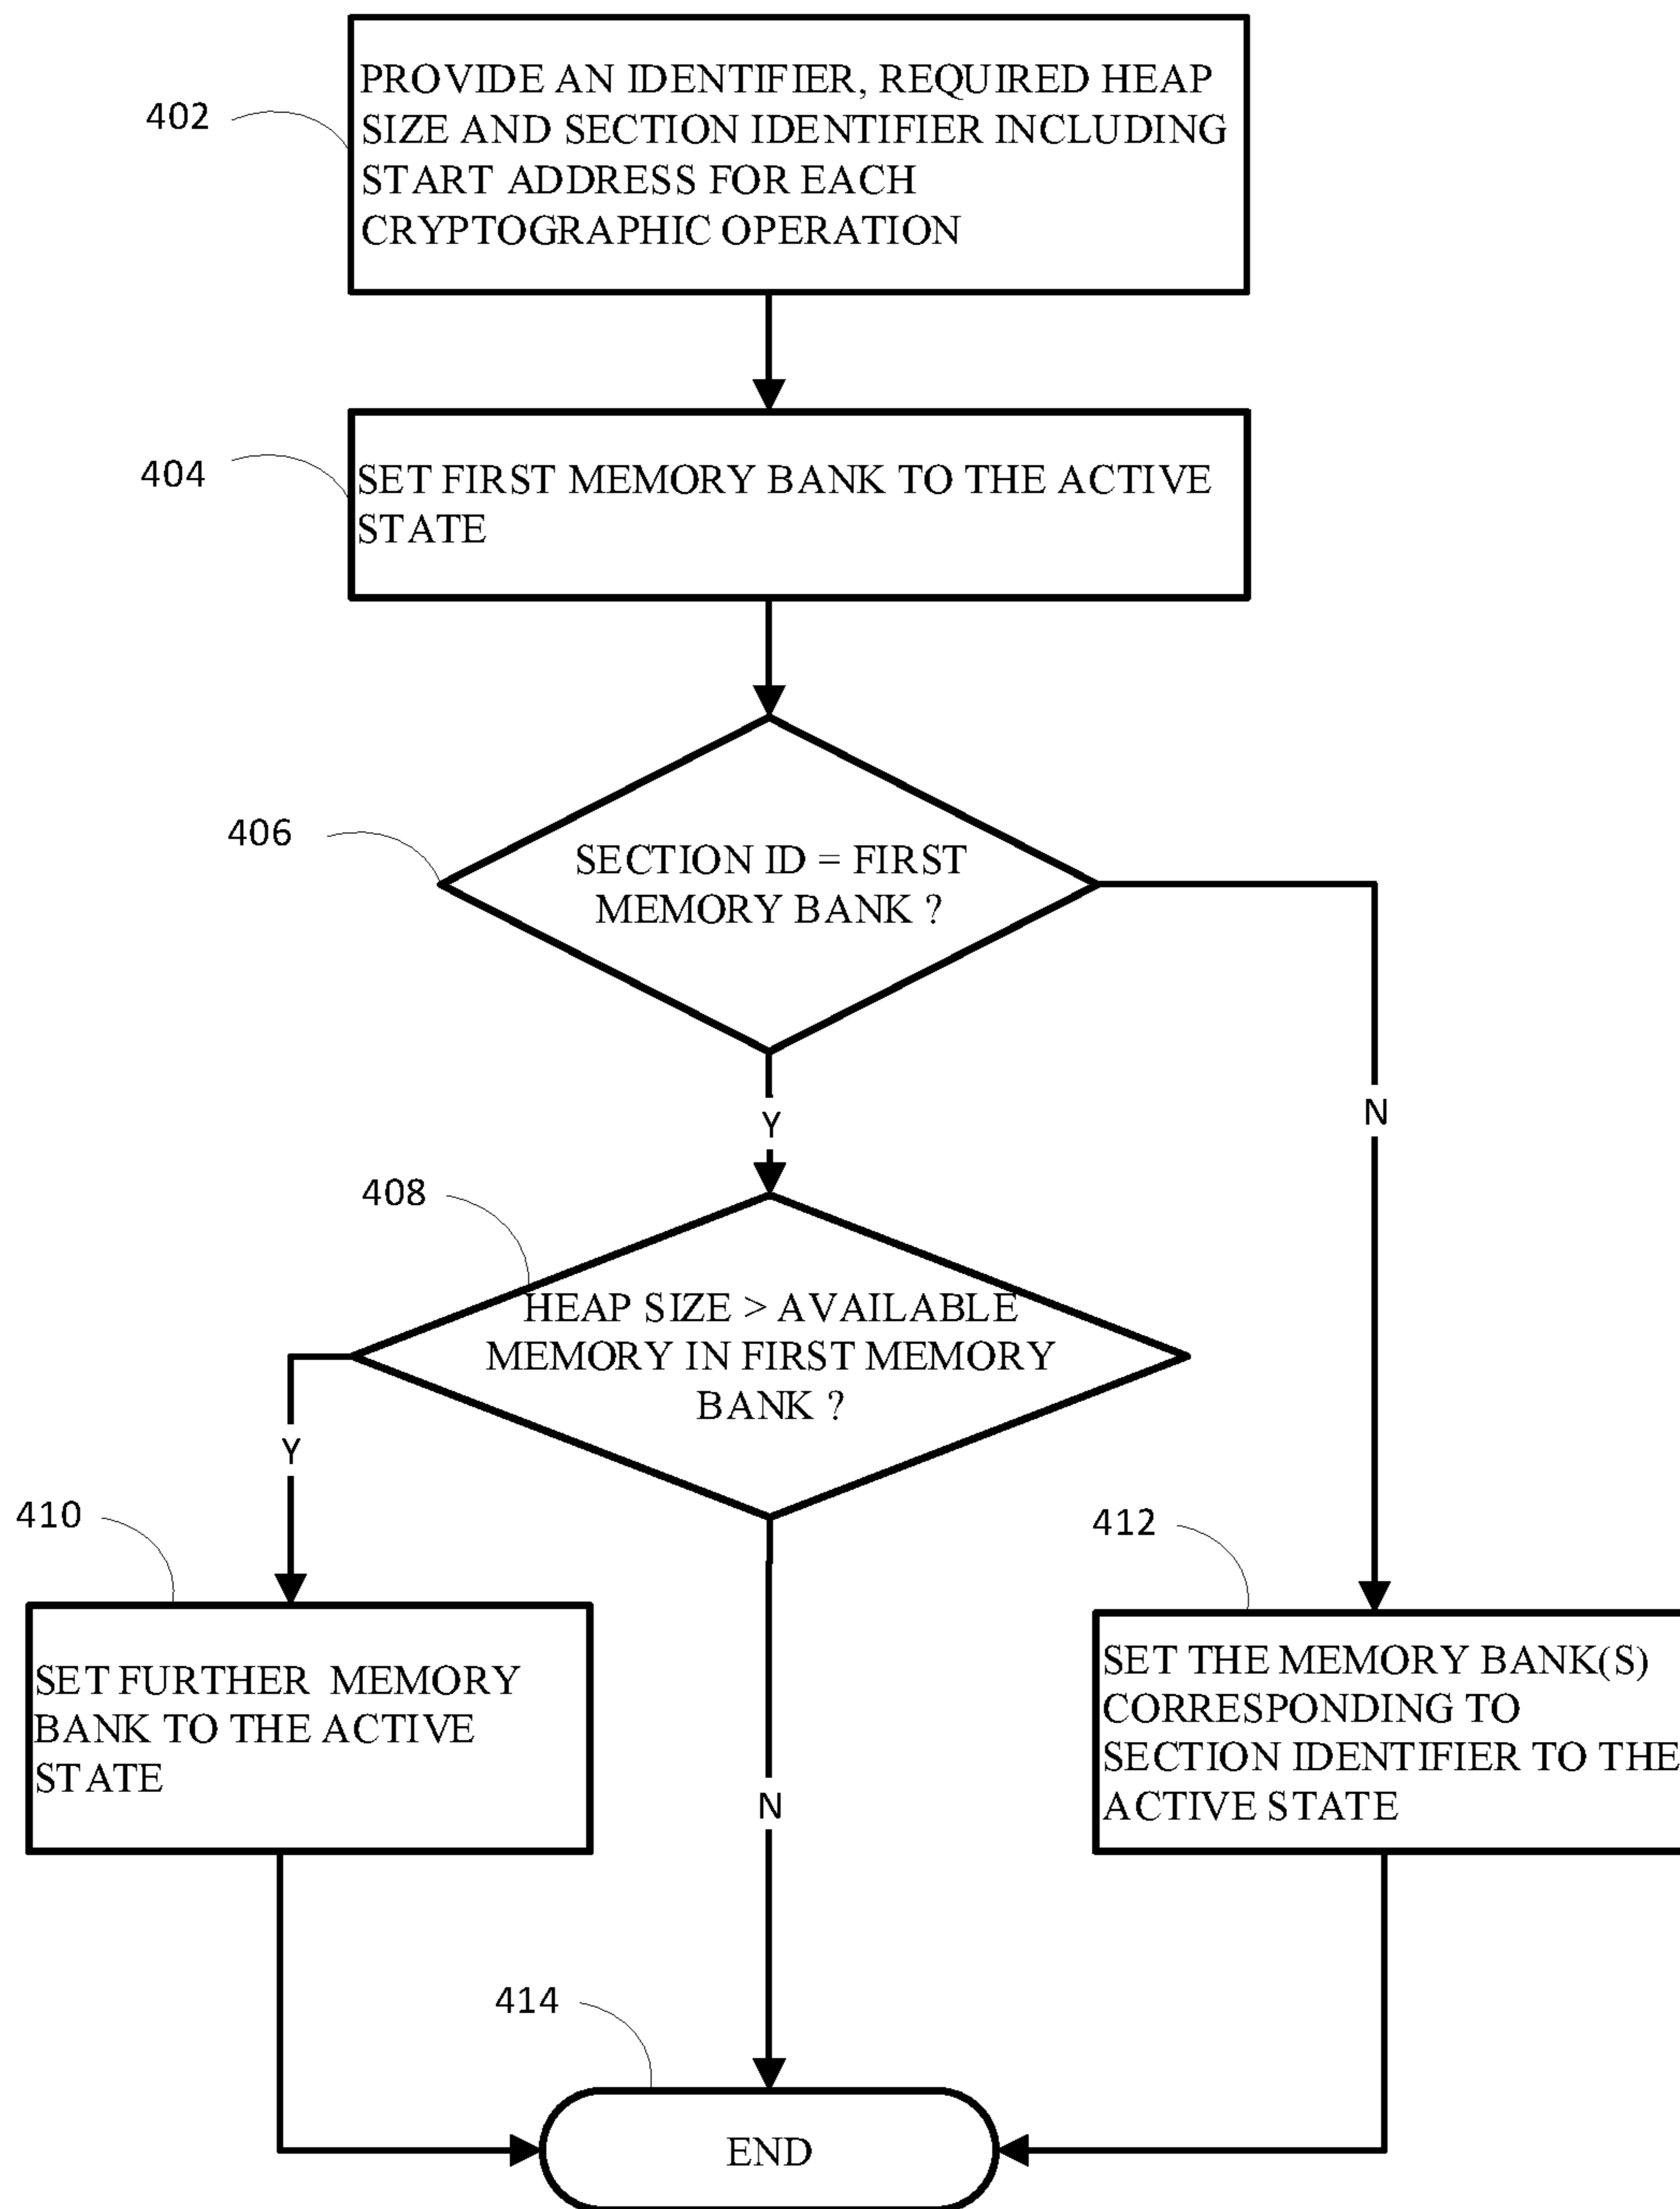 402
PROVIDE AN IDENTIFIER, REQUIRED HEAP
SIZE AND SECTION IDENTIFIER INCLUDING
START ADDRESS FOR EACH
CRYPTOGRAPHIC OPERATION
404
SET FIRST MEMORY BANK TO THE ACTIVE
STATE
406
SECTION ID = FIRST
MEMORY BANK ?
Y
N
408
HEAP SIZE > AVAILABLE
MEMORY IN FIRST MEMORY
BANK ?
Y
410
SET FURTHER MEMORY
BANK TO THE ACTIVE
STATE
N
412
SET THE MEMORY BANK(S)
CORRESPONDING TO
SECTION IDENTIFIER TO THE
ACTIVE STATE
414
END